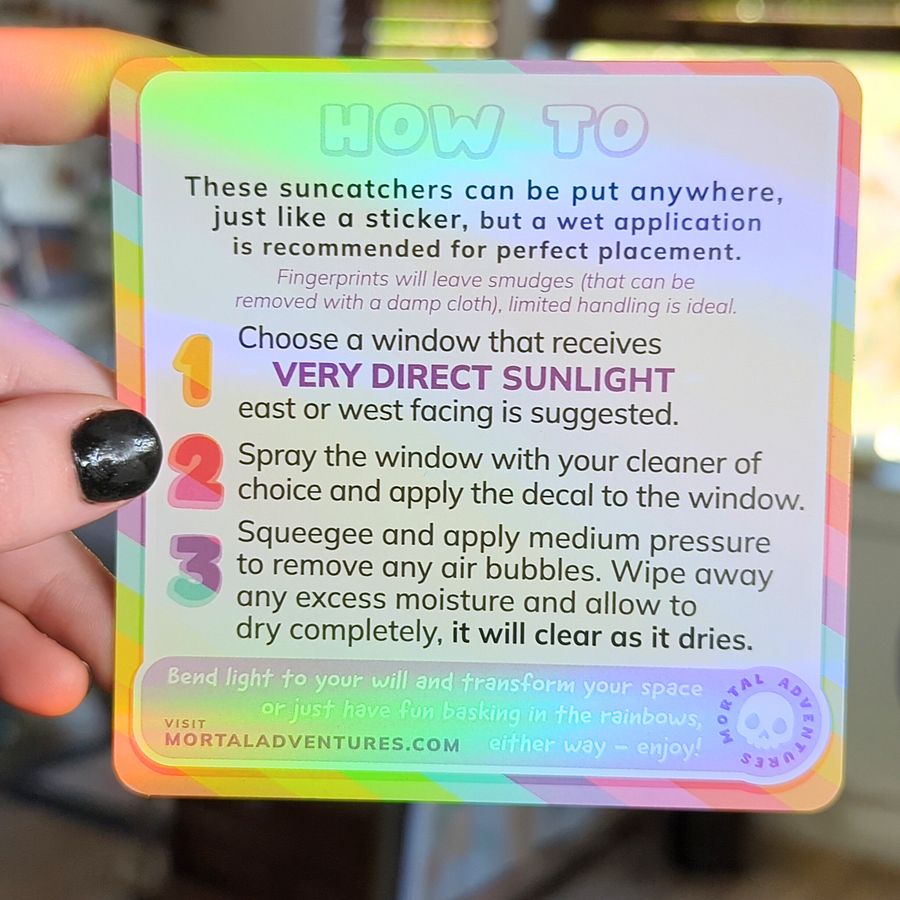 HOW TO
These suncatchers can be put anywhere,
just like a sticker, but a wet application
is recommended for perfect placement.
Fingerprints will leave smudges (that can be
removed with a damp cloth), limited handling is ideal.
1
Choose a window that receives
VERY DIRECT SUNLIGHT
east or west facing is suggested.
2
Spray the window with your cleaner of
choice and apply the decal to the window.
3
Squeegee and apply medium pressure
to remove any air bubbles. Wipe away
any excess moisture and allow to
dry completely, it will clear as it dries.
Bend light to your will and transform your space
or just have fun basking in the rainbows,
either way – enjoy!
VISIT
MORTALADVENTURES.COM
MORTAL ADVENTURES